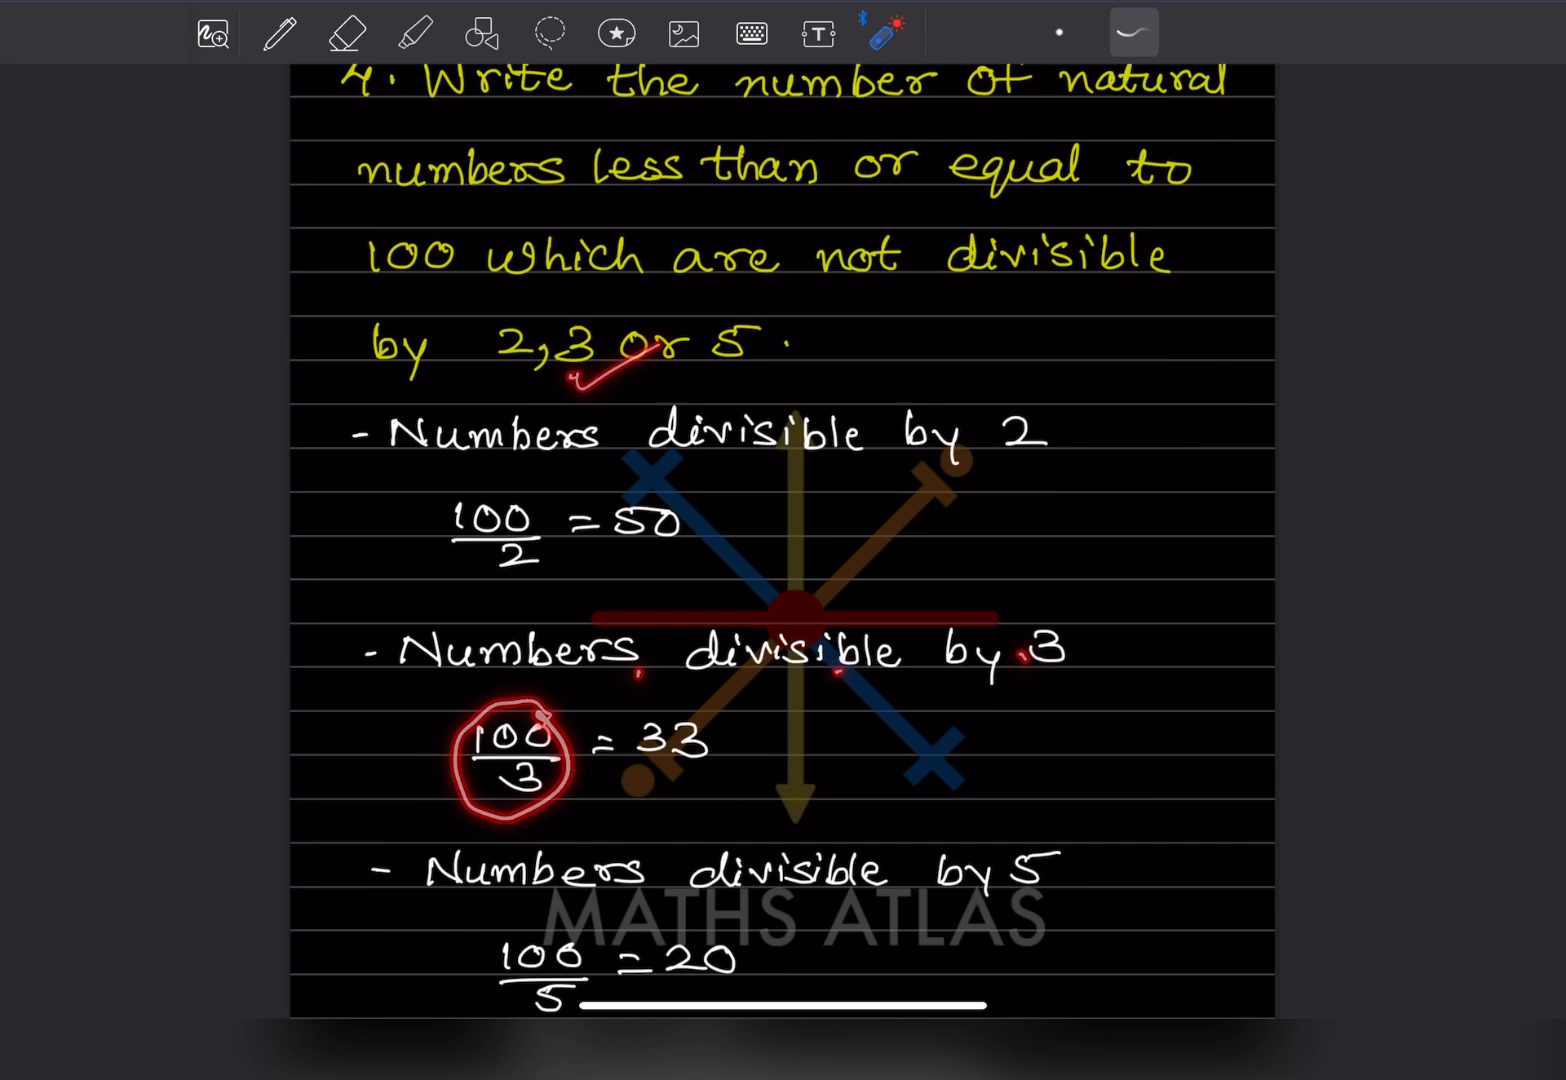 4. Write the number of natural
numbers less than or equal to
100 which are not divisible
by 2,3 or 5.
- Numbers divisible by 2
100/2 = 50
- Numbers divisible by 3
100/3 = 33
- Numbers divisible by 5
MATHS ATLAS
100/5 = 20